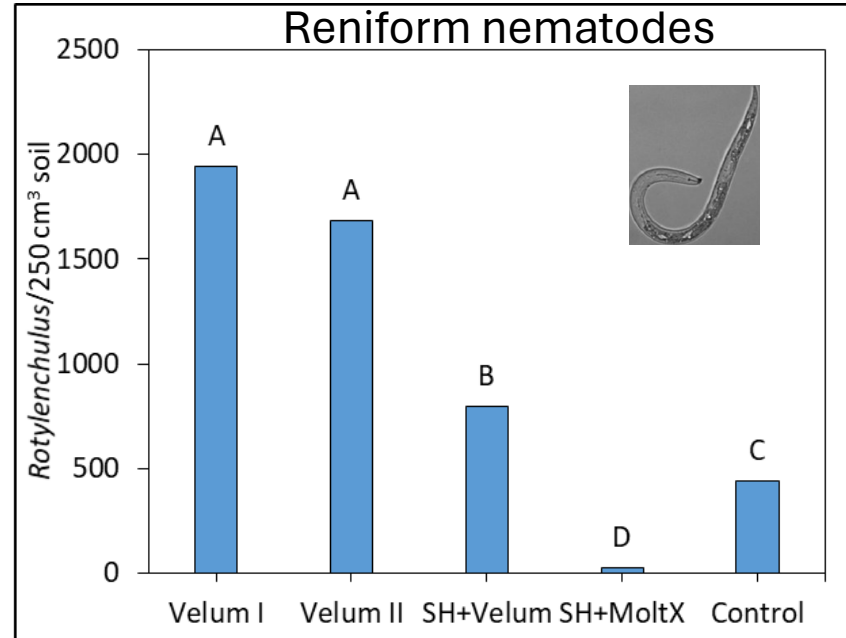 Reniform nematodes
Rotylenchulus/250 cm³ soil
2500
2000
1500
1000
500
0
A
A
B
D
C
Velum I
Velum II
SH+Velum
SH+MoltX
Control